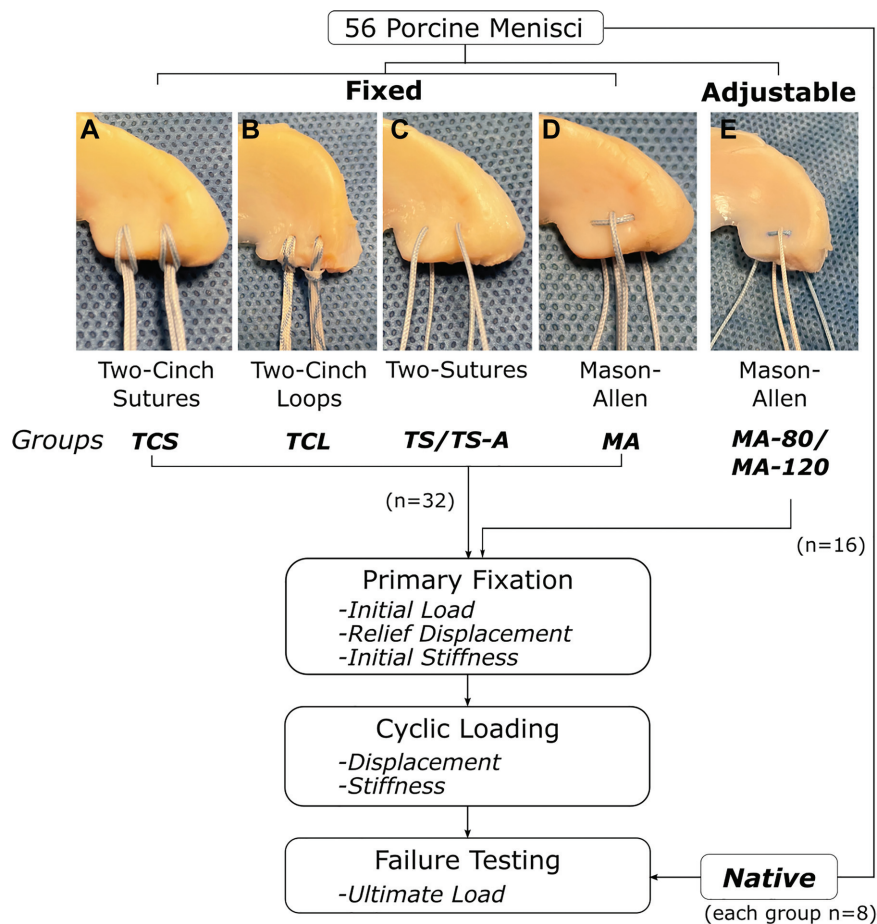 56 Porcine Menisci
Fixed
Adjustable
A
B
C
D
E
Two-Cinch
Sutures
Two-Cinch
Loops
Two-Sutures
Mason-
Allen
Mason-
Allen
Groups
TCS
TCL
TS/TS-A
MA
MA-80/
MA-120
(n=32)
(n=16)
Primary Fixation
-Initial Load
-Relief Displacement
-Initial Stiffness
Cyclic Loading
-Displacement
-Stiffness
Failure Testing
-Ultimate Load
Native
(each group n=8)